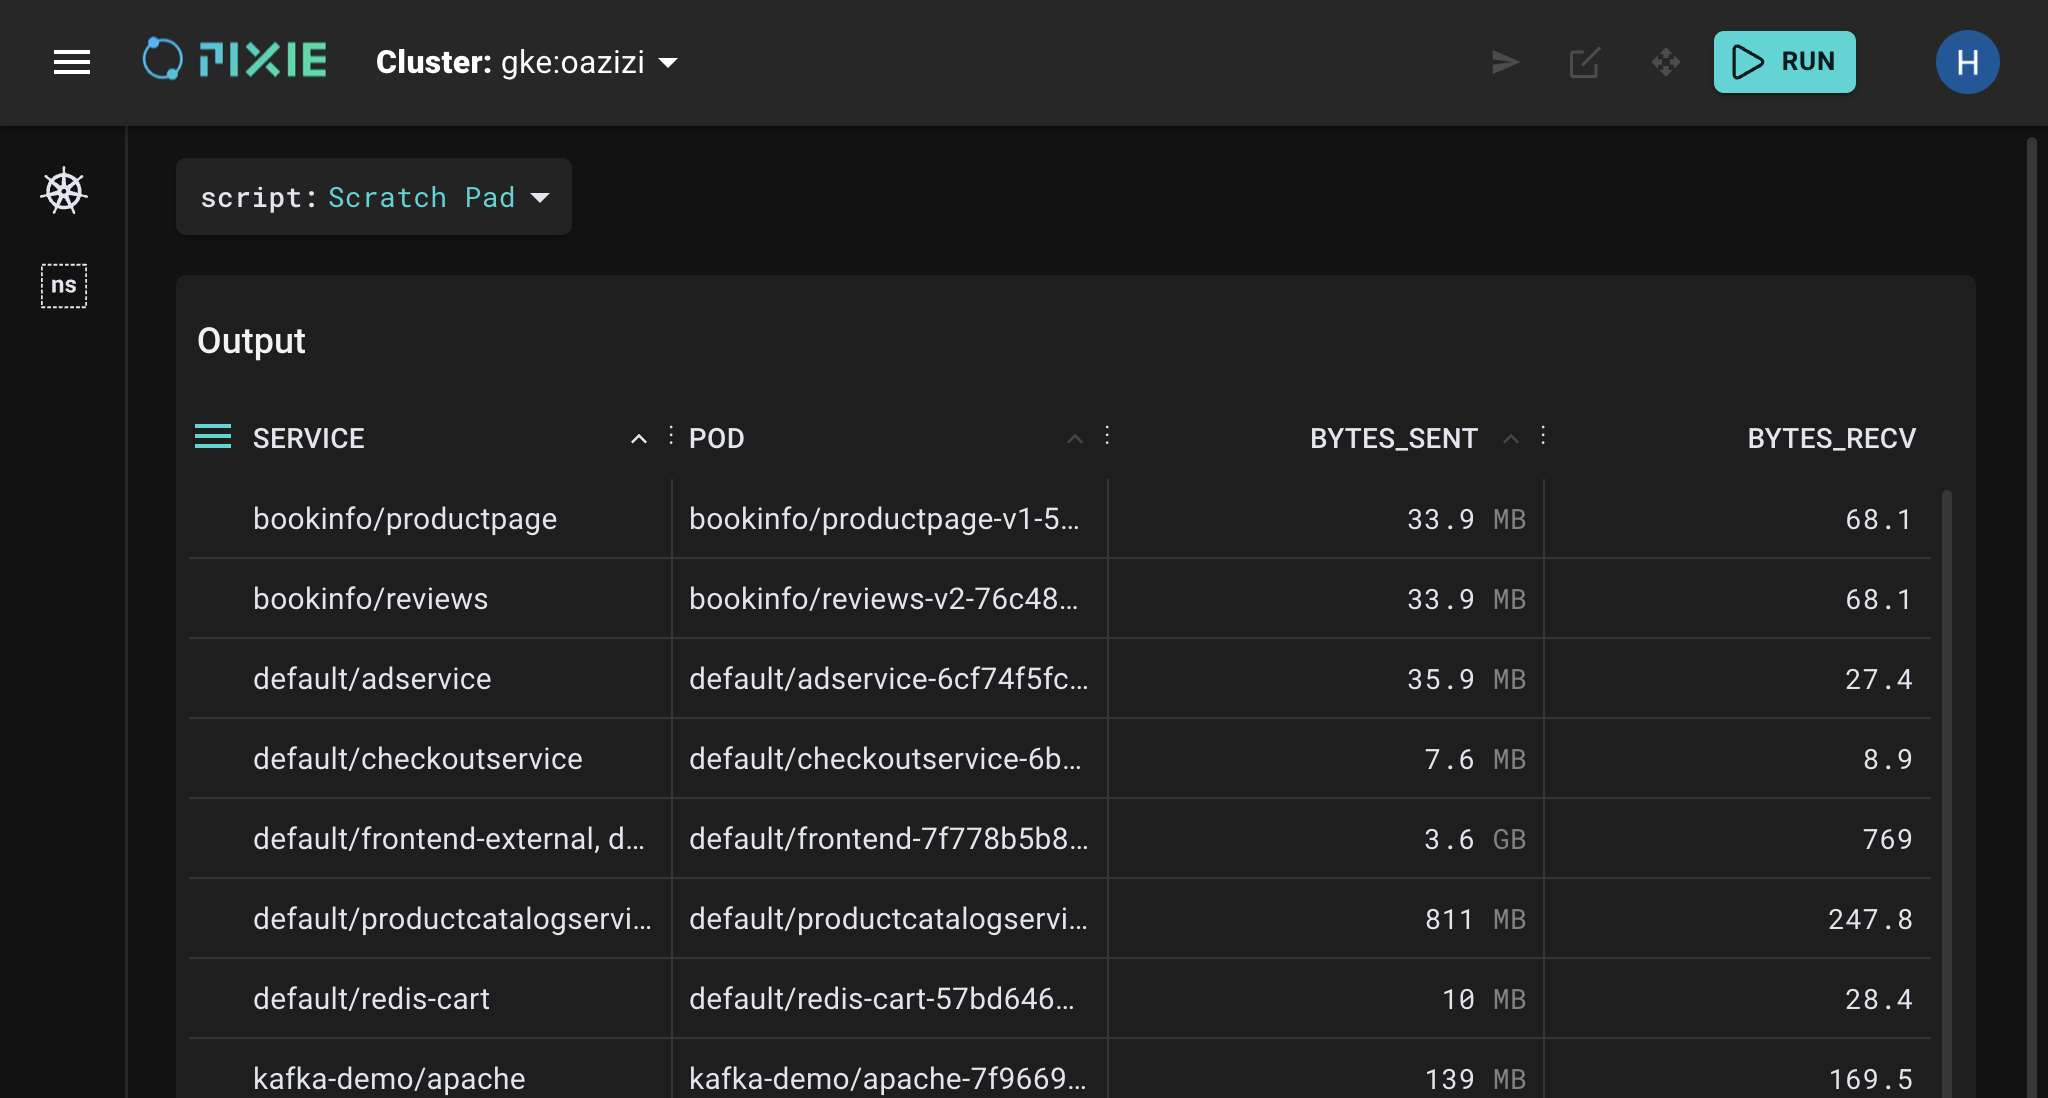 PIXIE Cluster: gke:oazizi RUN H
script: Scratch Pad
ns
Output
SERVICE POD BYTES_SENT BYTES_RECV
bookinfo/productpage bookinfo/productpage-v1-5... 33.9 MB 68.1
bookinfo/reviews bookinfo/reviews-v2-76c48... 33.9 MB 68.1
default/adservice default/adservice-6cf74f5fc... 35.9 MB 27.4
default/checkoutservice default/checkoutservice-6b... 7.6 MB 8.9
default/frontend-external, d... default/frontend-7f778b5b8... 3.6 GB 769
default/productcatalogservi... default/productcatalogservi... 811 MB 247.8
default/redis-cart default/redis-cart-57bd646... 10 MB 28.4
kafka-demo/apache kafka-demo/apache-7f9669... 139 MB 169.5